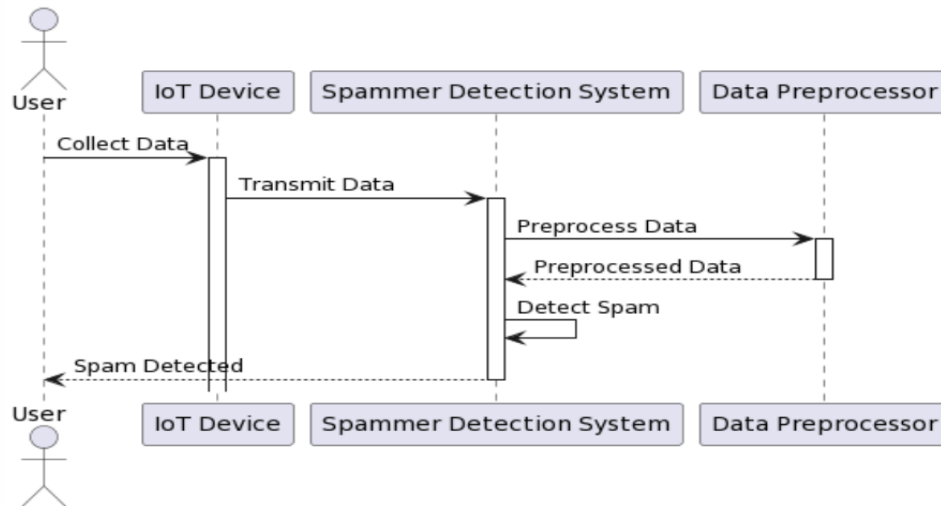 User
IoT Device
Spammer Detection System
Data Preprocessor
Collect Data
Transmit Data
Preprocess Data
Preprocessed Data
Detect Spam
Spam Detected
User
IoT Device
Spammer Detection System
Data Preprocessor